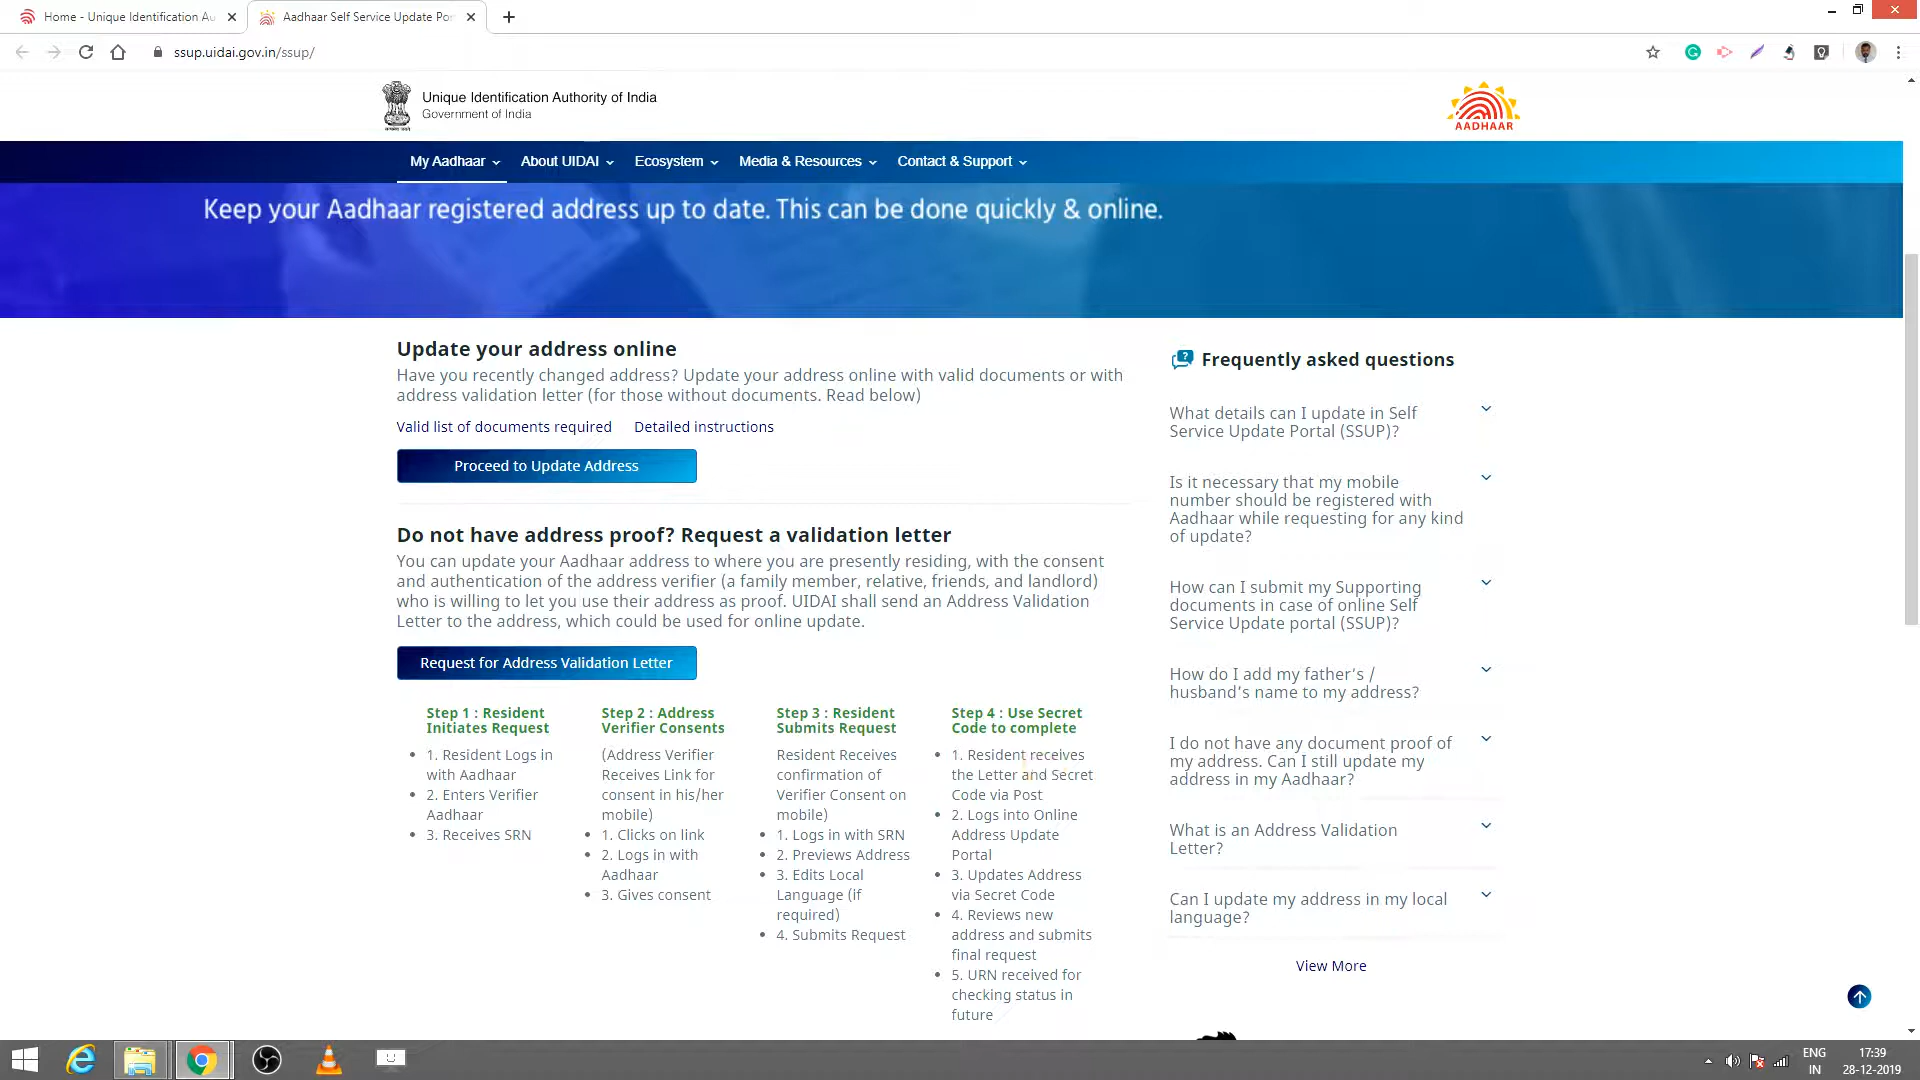 Home - Unique Identification Au
Aadhaar Self Service Update Por
ssup.uidai.gov.in/ssup/
Unique Identification Authority of India
Government of India
AADHAAR
My Aadhaar
About UIDAI
Ecosystem
Media & Resources
Contact & Support
Keep your Aadhaar registered address up to date. This can be done quickly & online.
Update your address online
Have you recently changed address? Update your address online with valid documents or with
address validation letter (for those without documents. Read below)
Valid list of documents required
Detailed instructions
Proceed to Update Address
Do not have address proof? Request a validation letter
You can update your Aadhaar address to where you are presently residing, with the consent
and authentication of the address verifier (a family member, relative, friends, and landlord)
who is willing to let you use their address as proof. UIDAI shall send an Address Validation
Letter to the address, which could be used for online update.
Request for Address Validation Letter
Step 1 : Resident
Initiates Request
1. Resident Logs in
with Aadhaar
2. Enters Verifier
Aadhaar
3. Receives SRN
Step 2 : Address
Verifier Consents
(Address Verifier
Receives Link for
consent in his/her
mobile)
1. Clicks on link
2. Logs in with
Aadhaar
3. Gives consent
Step 3 : Resident
Submits Request
Resident Receives
confirmation of
Verifier Consent on
mobile)
1. Logs in with SRN
2. Previews Address
3. Edits Local
Language (if
required)
4. Submits Request
Step 4 : Use Secret
Code to complete
1. Resident receives
the Letter and Secret
Code via Post
2. Logs into Online
Address Update
Portal
3. Updates Address
via Secret Code
4. Reviews new
address and submits
final request
5. URN received for
checking status in
future
Frequently asked questions
What details can I update in Self
Service Update Portal (SSUP)?
Is it necessary that my mobile
number should be registered with
Aadhaar while requesting for any kind
of update?
How can I submit my Supporting
documents in case of online Self
Service Update portal (SSUP)?
How do I add my father’s /
husband’s name to my address?
I do not have any document proof of
my address. Can I still update my
address in my Aadhaar?
What is an Address Validation
Letter?
Can I update my address in my local
language?
View More
ENG
IN
17:39
28-12-2019